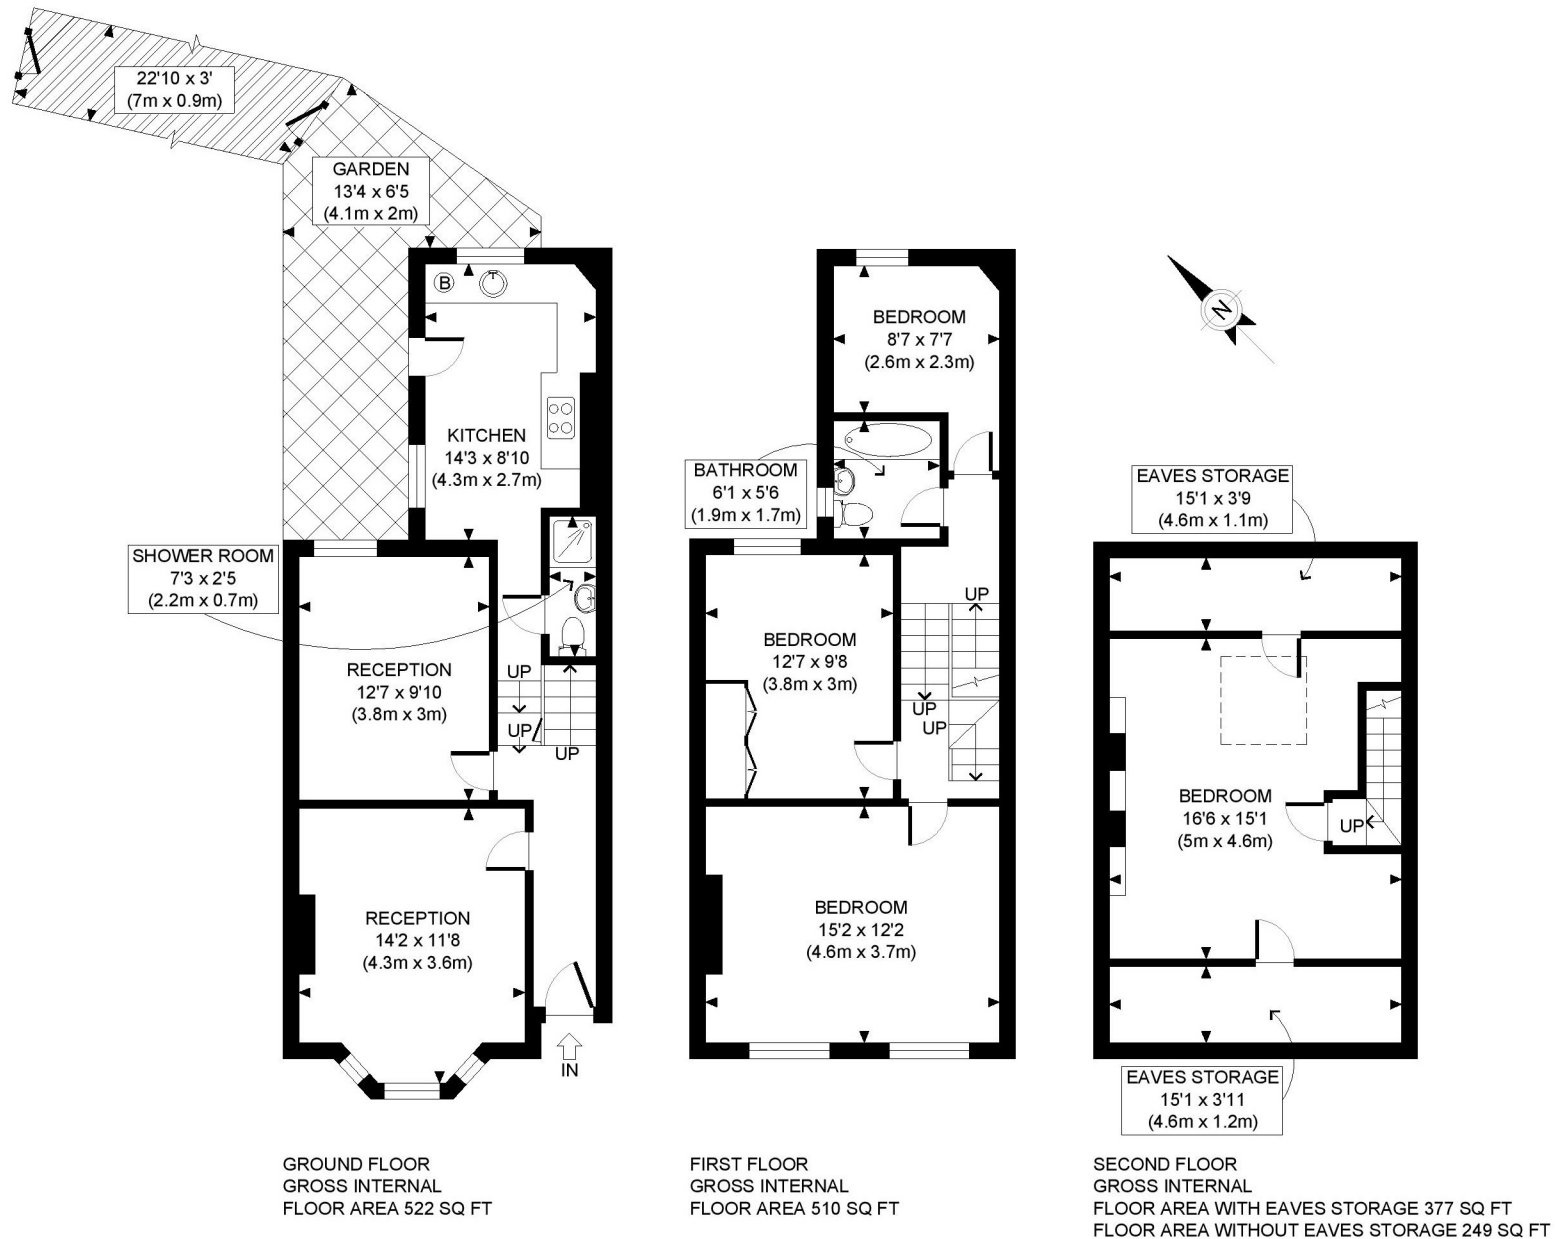 22'10 x 3'
(7m x 0.9m)
GARDEN
13'4 x 6'5
(4.1m x 2m)
B
KITCHEN
14'3 x 8'10
(4.3m x 2.7m)
SHOWER ROOM
7'3 x 2'5
(2.2m x 0.7m)
RECEPTION
12'7 x 9'10
(3.8m x 3m)
UP
UP
UP
RECEPTION
14'2 x 11'8
(4.3m x 3.6m)
IN
GROUND FLOOR
GROSS INTERNAL
FLOOR AREA 522 SQ FT
BEDROOM
8'7 x 7'7
(2.6m x 2.3m)
BATHROOM
6'1 x 5'6
(1.9m x 1.7m)
BEDROOM
12'7 x 9'8
(3.8m x 3m)
UP
UP
UP
BEDROOM
15'2 x 12'2
(4.6m x 3.7m)
FIRST FLOOR
GROSS INTERNAL
FLOOR AREA 510 SQ FT
N
EAVES STORAGE
15'1 x 3'9
(4.6m x 1.1m)
BEDROOM
16'6 x 15'1
(5m x 4.6m)
UP
EAVES STORAGE
15'1 x 3'11
(4.6m x 1.2m)
SECOND FLOOR
GROSS INTERNAL
FLOOR AREA WITH EAVES STORAGE 377 SQ FT
FLOOR AREA WITHOUT EAVES STORAGE 249 SQ FT